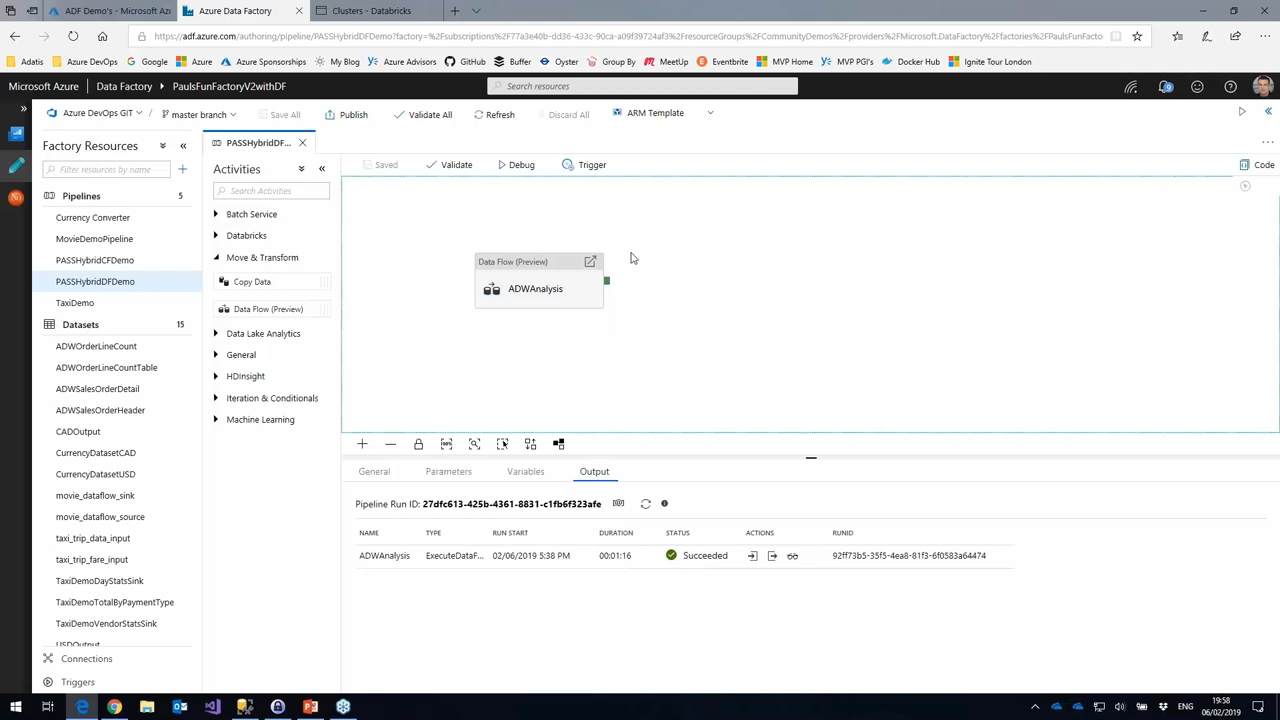 ADF Demo's - Microsoft Az
Azure Data Factory
Clusters - Databricks
https://adf.azure.com/authoring/pipeline/PASSHybridDFDemo?factory=%2Fsubscriptions%2F77a3e40b-dd36-433c-90ca-a09f39724af3%2FresourceGroups%2FCommunityDemos%2Fproviders%2FMicrosoft.DataFactory%2Ffactories%2FPaulsFunFactor
Adatis
Azure DevOps
Google
Azure
Azure Sponsorships
My Blog
Azure Advisors
GitHub
Buffer
Oyster
Group By
MeetUp
Eventbrite
MVP Home
MVP PGI's
Docker Hub
Ignite Tour London
Microsoft Azure
Data Factory
PaulsFunFactoryV2withDF
Search resources
Azure DevOps GIT
master branch
Save All
Publish
Validate All
Refresh
Discard All
ARM Template
Factory Resources
Filter resources by name
Pipelines 5
Currency Converter
MovieDemoPipeline
PASSHybridCFDemo
PASSHybridDFDemo
TaxiDemo
Datasets 15
ADWOrderLineCount
ADWOrderLineCountTable
ADWSalesOrderDetail
ADWSalesOrderHeader
CADOutput
CurrencyDatasetCAD
CurrencyDatasetUSD
movie_dataflow_sink
movie_dataflow_source
taxi_trip_data_input
taxi_trip_fare_input
TaxiDemoDayStatsSink
TaxiDemoTotalByPaymentType
TaxiDemoVendorStatsSink
USDOutput
Connections
Triggers
PASSHybridDF...
Activities
Search Activities
Batch Service
Databricks
Move & Transform
Copy Data
Data Flow (Preview)
Data Lake Analytics
General
HDInsight
Iteration & Conditionals
Machine Learning
Saved
Validate
Debug
Trigger
Code
Data Flow (Preview)
ADWAnalysis
General
Parameters
Variables
Output
Pipeline Run ID: 27dfc613-425b-4361-8831-c1fb6f323afe
NAME TYPE RUN START DURATION STATUS ACTIONS RUNID
ADWAnalysis ExecuteDataF... 02/06/2019 5:38 PM 00:01:16 Succeeded 92ff73b5-35f5-4ea8-81f3-6f0583a64474
ENG
19:58
06/02/2019